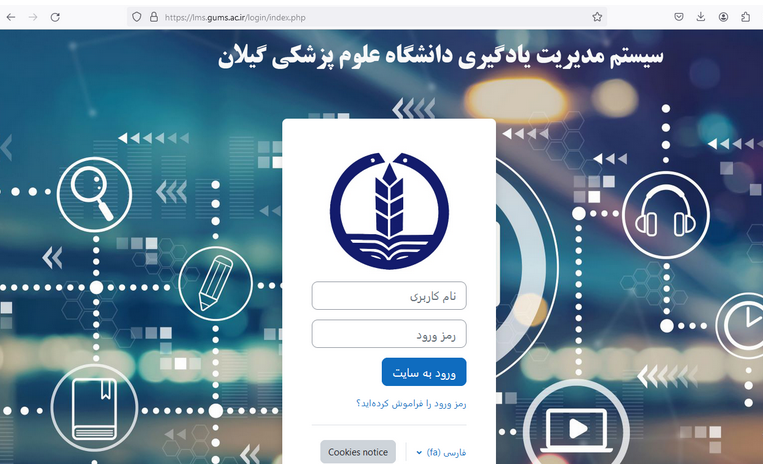 https://lms.gums.ac.ir/login/index.php
سیستم مدیریت یادگیری دانشگاه علوم پزشکی گیلان
نام کاربری
رمز ورود
ورود به سایت
رمز ورود را فراموش کرده‌اید؟
فارسی ‎(fa)‎
Cookies notice